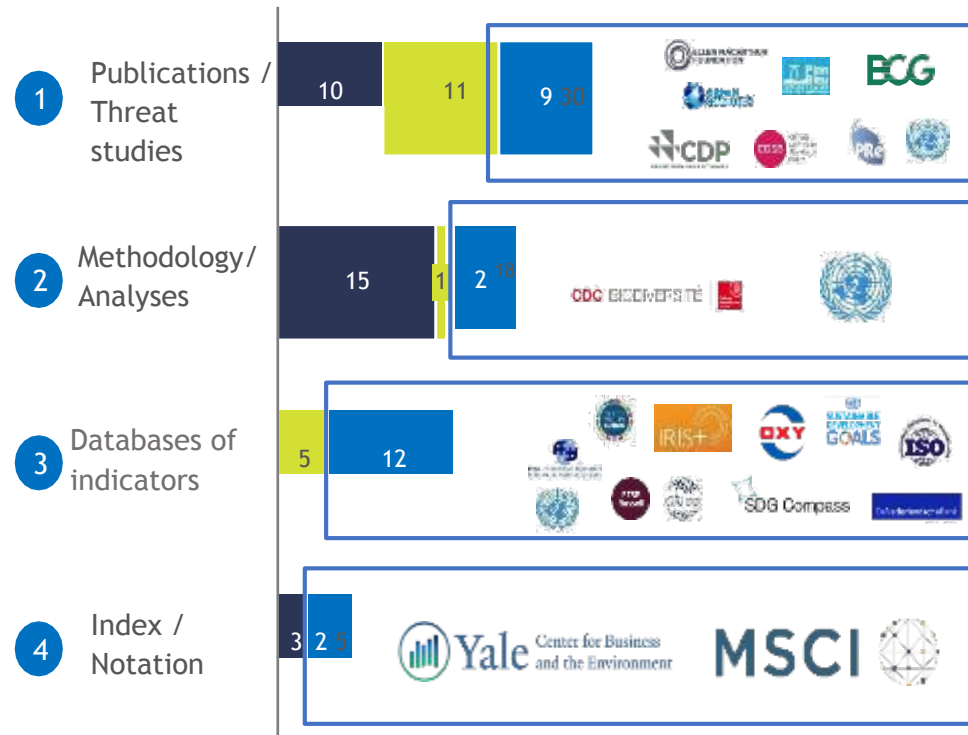 1
Publications /
Threat
studies
10
11
9
30
BCG
CDP
PRe
2
Methodology/
Analyses
15
1
2
18
CDC BIODIVERSITÉ
3
Databases of
indicators
5
12
IRIS+
OXY
SUSTAINABLE
DEVELOPMENT
GOALS
ISO
SDG Compass
4
Index /
Notation
3
2
5
Yale
Center for Business
and the Environment
MSCI